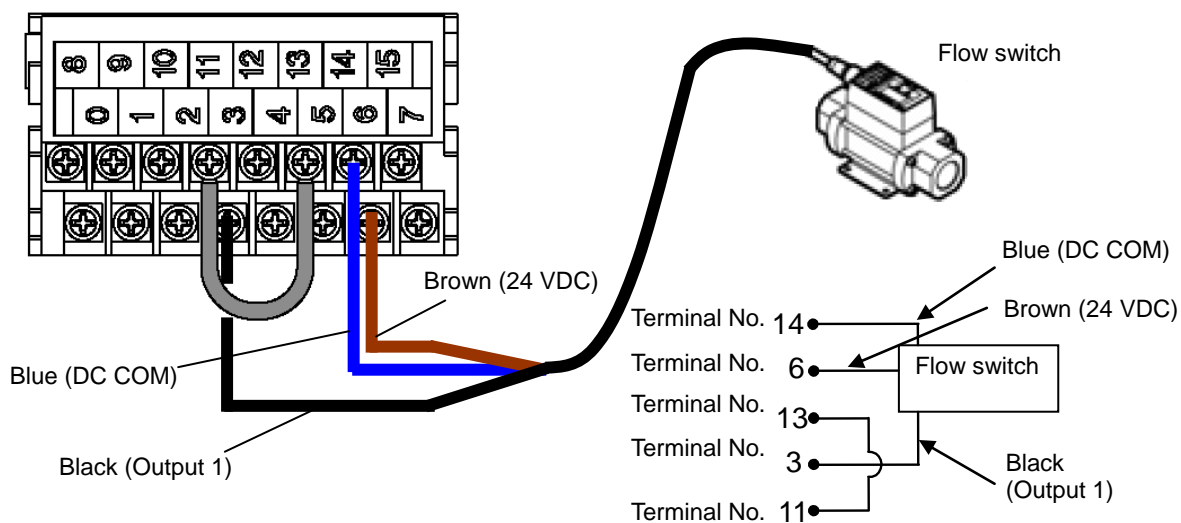 8 9 10 11 12 13 14 15
0 1 2 3 4 5 6 7
Flow switch
Brown (24 VDC)
Blue (DC COM)
Black (Output 1)
Blue (DC COM)
Brown (24 VDC)
Terminal No. 14
Terminal No. 6
Flow switch
Terminal No. 13
Terminal No. 3
Black
(Output 1)
Terminal No. 11